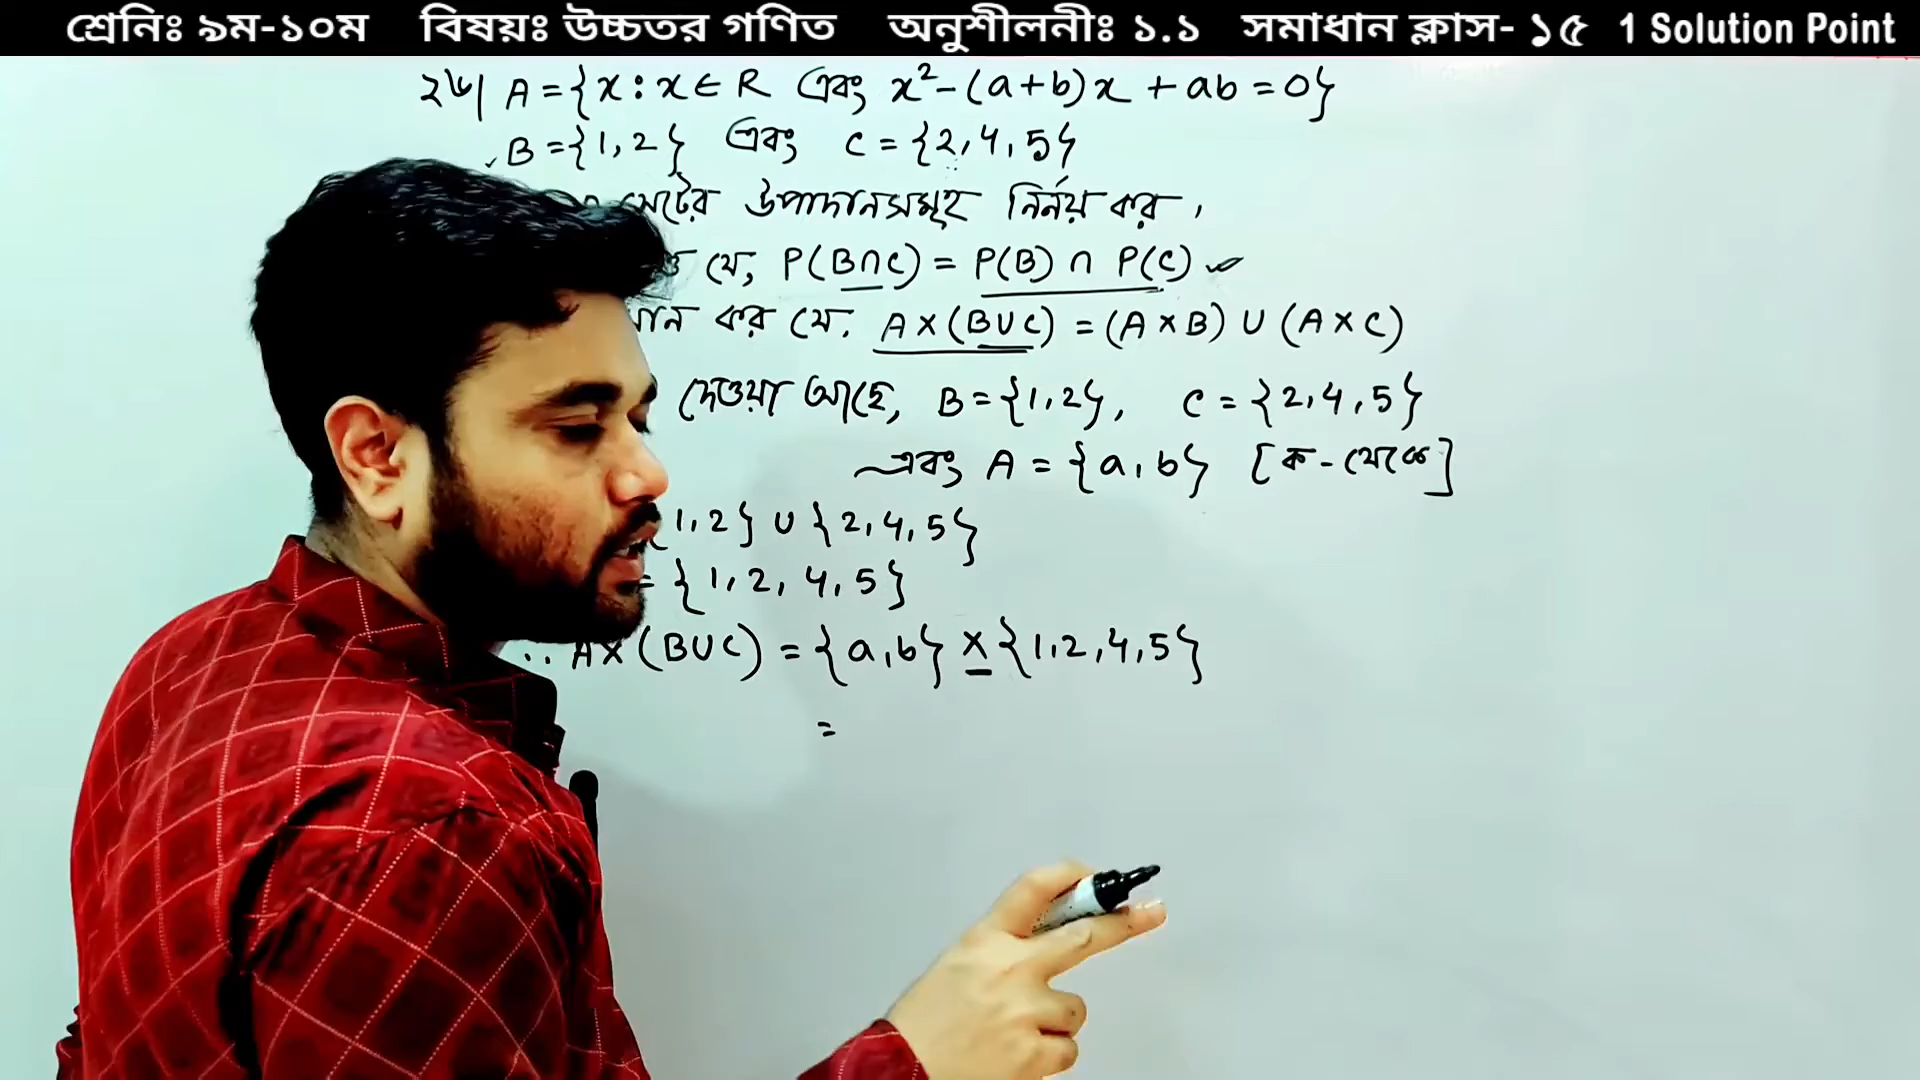 শ্রেনিঃ ৯ম-১০ম বিষয়ঃ উচ্চতর গণিত অনুশীলনীঃ ১.১ সমাধান ক্লাস- ১৫ 1 Solution Point
২৬| A = {x : x ∈ R এবং x² - (a+b)x + ab = 0}
B = {1, 2} এবং C = {2, 4, 5}
সেটের উপাদানসমূহ নির্নয় কর,
যে, P(B∩C) = P(B) ∩ P(C)
কর যে. A×(B∪C) = (A×B) ∪ (A×C)
দেওয়া আছে, B = {1, 2}, C = {2, 4, 5}
এবং A = {a, b} [ক - থেকে]
1, 2} ∪ {2, 4, 5}
= {1, 2, 4, 5}
∴ A×(B∪C) = {a, b} × {1, 2, 4, 5}
=